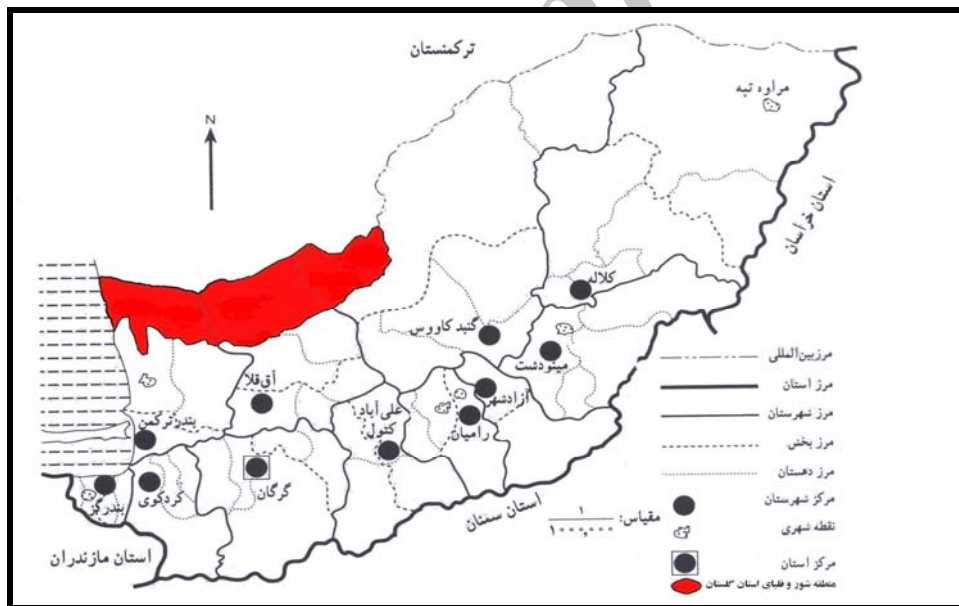 ترکمنستان
مراوه تپه
N
استان خراسان
کلاله
گنبد کاووس
مینودشت
آق قلا
آزادشهر
علی آباد
کتول
رامیان
بندرترکمن
گرگان
کردکوی
بندرگز
استان سمنان
استان مازندران
مقیاس: ۱
۱۰۰۰,۰۰۰
مرزبین‌المللی
مرز استان
مرز شهرستان
مرز بخش
مرز دهستان
مرکز شهرستان
نقطه شهری
مرکز استان
منطقه شور و قلیای استان گلستان